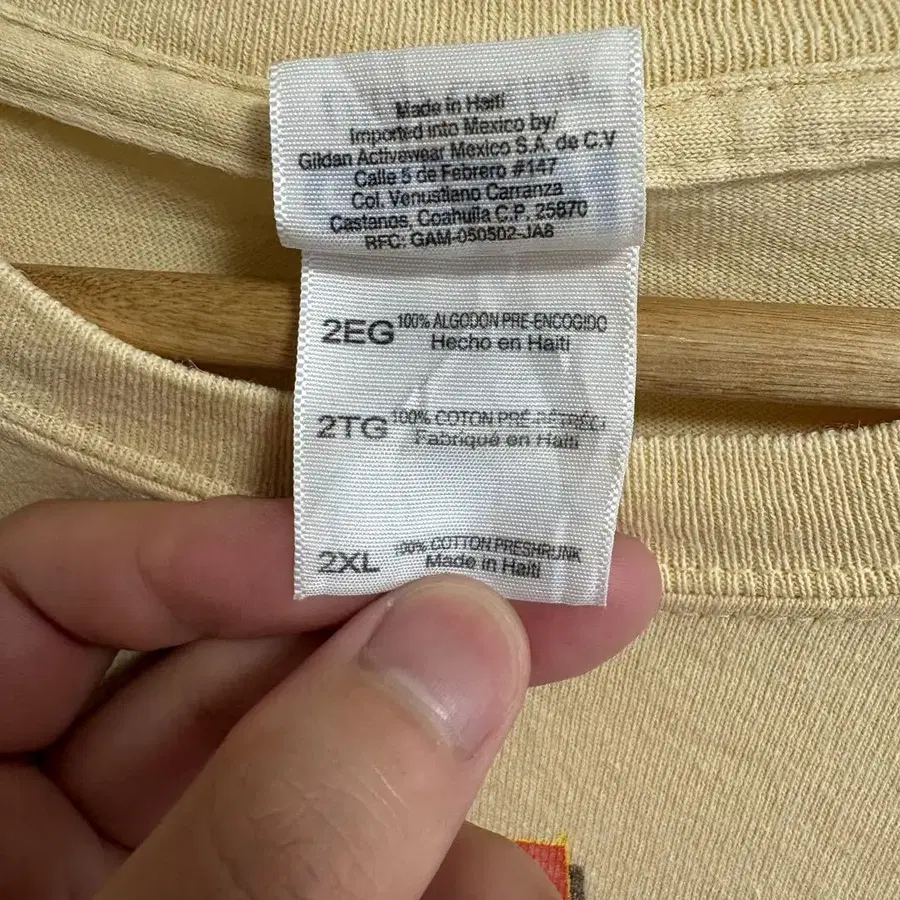 Made in Haiti
Imported into Mexico by/
Gildan Activewear Mexico S.A. de C.V
Calle 5 de Febrero #147
Col. Venustiano Carranza
Castanos, Coahuila C.P. 25870
RFC: GAM-050502-JA8
2EG 100% ALGODON PRE-ENCOGIDO
Hecho en Haiti
2TG 100% COTON PRÉ-RÉTRÉCI
Fabriqué en Haiti
2XL 100% COTTON PRESHRUNK
Made in Haiti